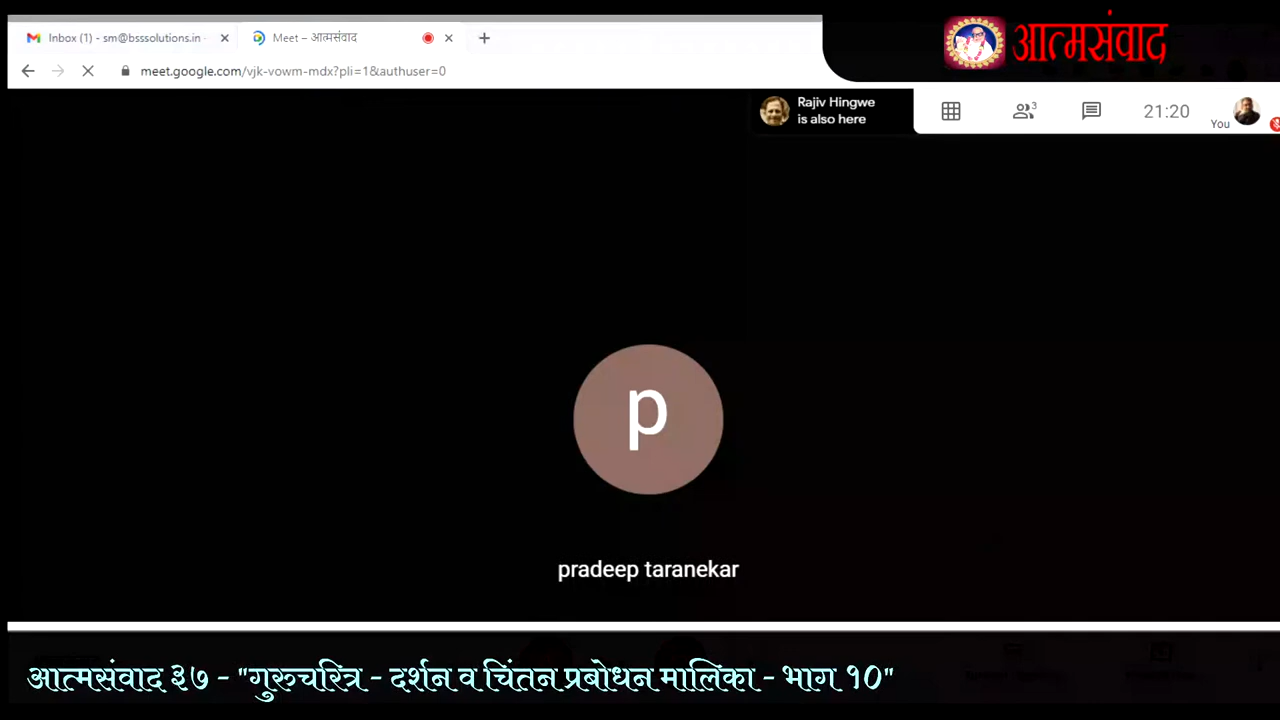 Inbox (1) - sm@bsssolutions.in
Meet – आत्मसंवाद
आत्मसंवाद
meet.google.com/vjk-vowm-mdx?pli=1&authuser=0
Rajiv Hingwe
is also here
3
21:20
You
p
pradeep taranekar
आत्मसंवाद ३७ - "गुरुचरित्र - दर्शन व चिंतन प्रबोधन मालिका - भाग १०"